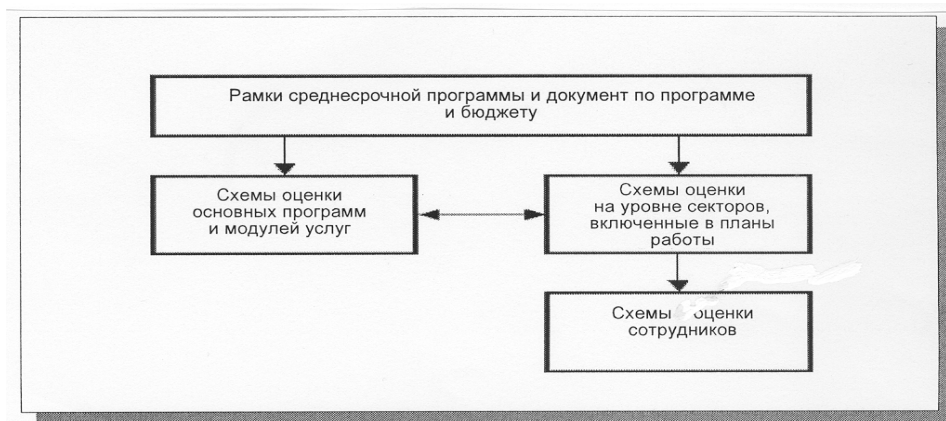 Рамки среднесрочной программы и документ по программе
и бюджету
Схемы оценки
основных программ
и модулей услуг
Схемы оценки
на уровне секторов,
включенные в планы
работы
Схемы оценки
сотрудников